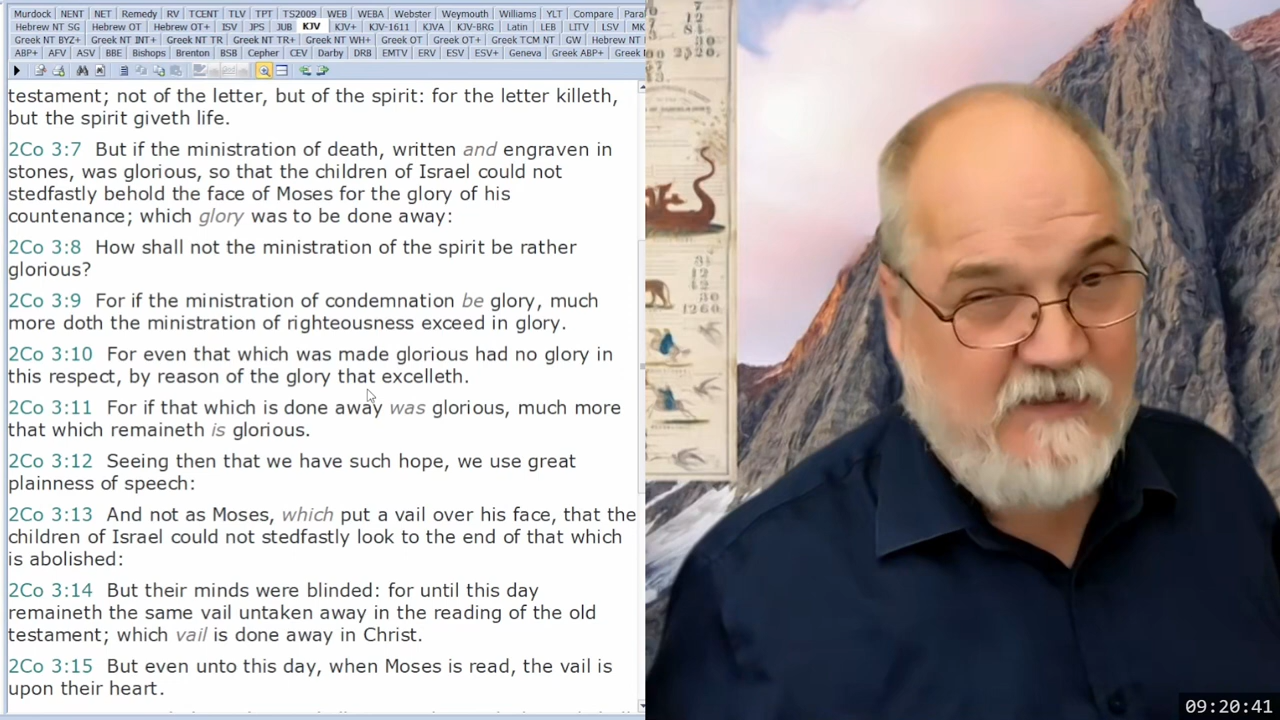 Murdock NENT NET Remedy RV TCENT TLV TPT TS2009 WEB WEBA Webster Weymouth Williams YLT Compare
Hebrew NT SG Hebrew OT Hebrew OT+ ISV JPS JUB KJV KJV+ KJV-1611 KJVA KJV-BRG Latin LEB LITV LSV MK
Greek NT BYZ+ Greek NT INT+ Greek NT TR Greek NT TR+ Greek NT WH+ Greek OT Greek OT+ Greek TCM NT GW Hebrew NT
ABP+ AFV ASV BBE Bishops Brenton BSB Cepher CEV Darby DRB EMTV ERV ESV ESV+ Geneva Greek ABP+
testament; not of the letter, but of the spirit: for the letter killeth,
but the spirit giveth life.
2Co 3:7 But if the ministration of death, written and engraven in
stones, was glorious, so that the children of Israel could not
stedfastly behold the face of Moses for the glory of his
countenance; which glory was to be done away:
2Co 3:8 How shall not the ministration of the spirit be rather
glorious?
2Co 3:9 For if the ministration of condemnation be glory, much
more doth the ministration of righteousness exceed in glory.
2Co 3:10 For even that which was made glorious had no glory in
this respect, by reason of the glory that excelleth.
2Co 3:11 For if that which is done away was glorious, much more
that which remaineth is glorious.
2Co 3:12 Seeing then that we have such hope, we use great
plainness of speech:
2Co 3:13 And not as Moses, which put a vail over his face, that the
children of Israel could not stedfastly look to the end of that which
is abolished:
2Co 3:14 But their minds were blinded: for until this day
remaineth the same vail untaken away in the reading of the old
testament; which vail is done away in Christ.
2Co 3:15 But even unto this day, when Moses is read, the vail is
upon their heart.
12
30
1260
09:20:41